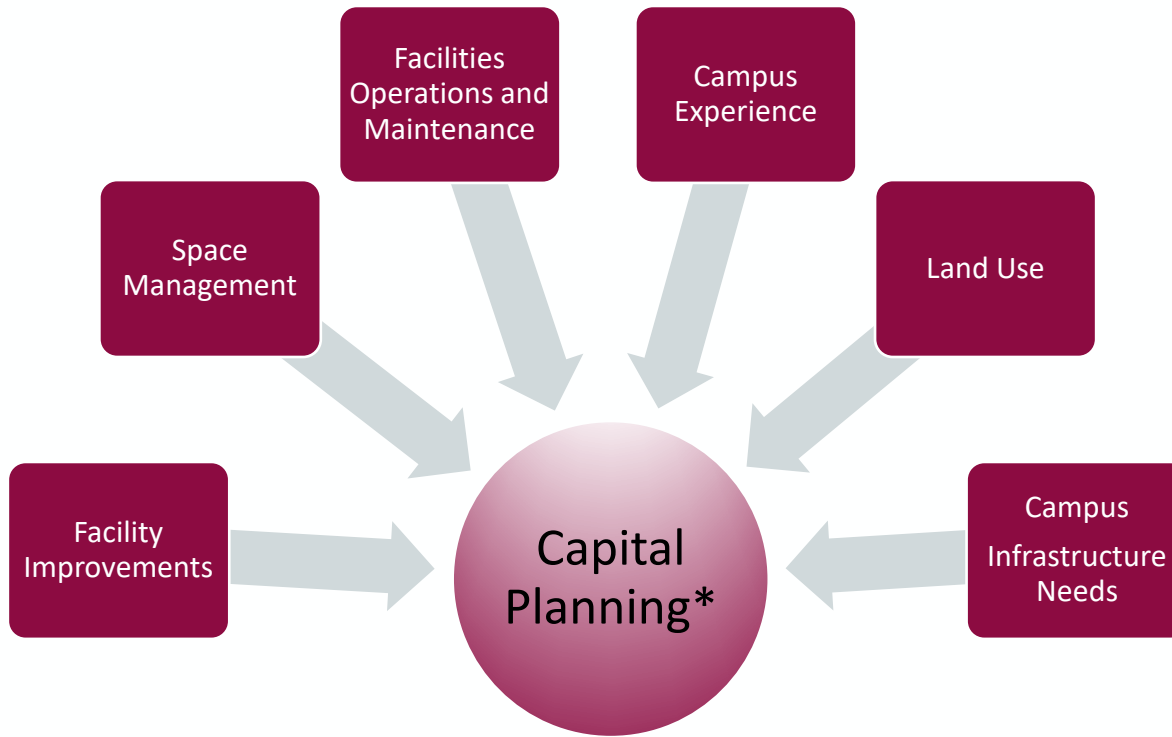 Facilities
Operations and
Maintenance
Campus
Experience
Space
Management
Land Use
Facility
Improvements
Capital
Planning*
Campus
Infrastructure
Needs